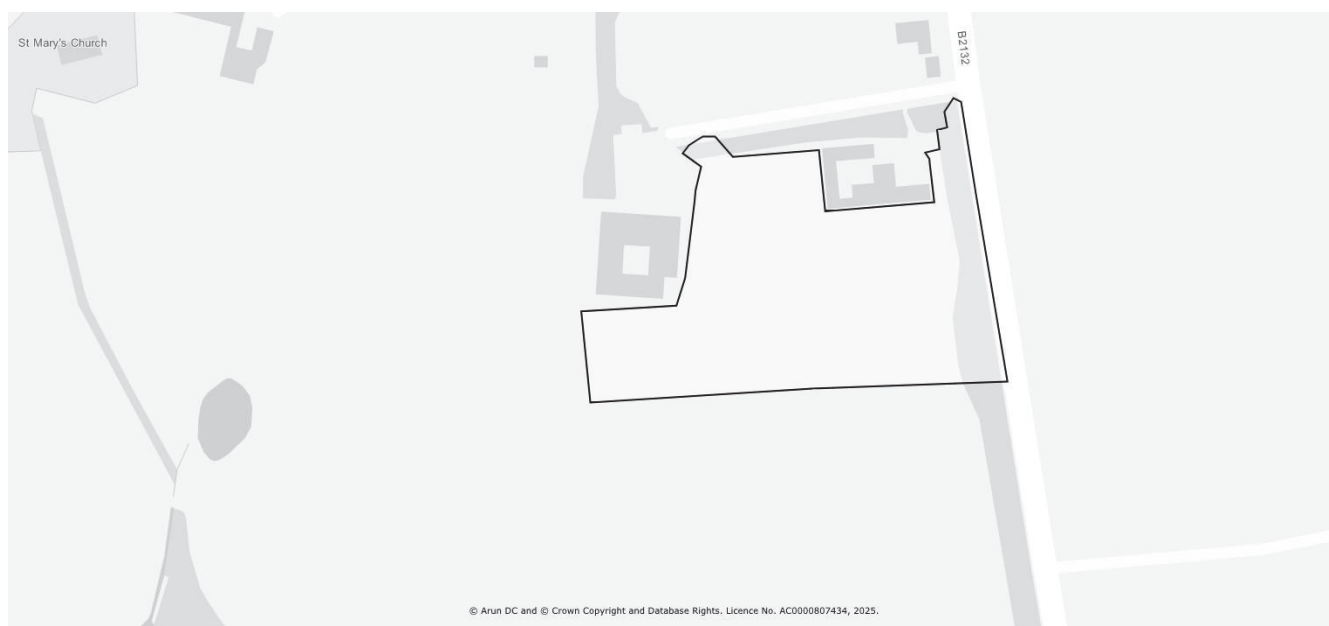 St Mary's Church
B2132
© Arun DC and © Crown Copyright and Database Rights. Licence No. AC0000807434, 2025.